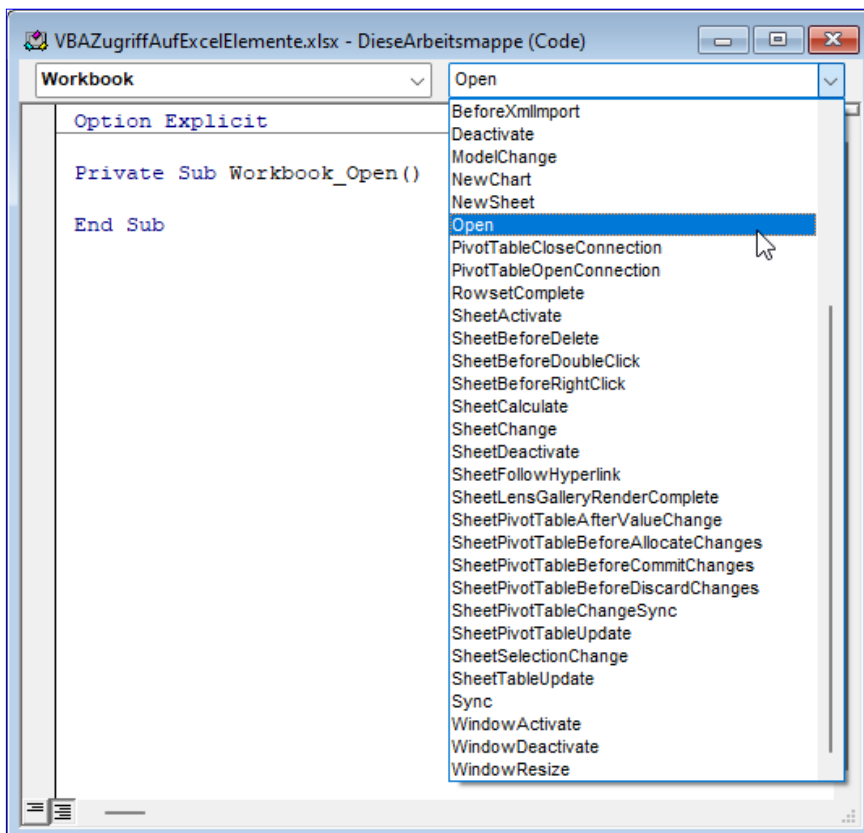 VBAZugriffAufExcelElemente.xlsx - DieseArbeitsmappe (Code)
Workbook
Open
Option Explicit
Private Sub Workbook_Open()
End Sub
BeforeXmlImport
Deactivate
ModelChange
NewChart
NewSheet
Open
PivotTableCloseConnection
PivotTableOpenConnection
RowsetComplete
SheetActivate
SheetBeforeDelete
SheetBeforeDoubleClick
SheetBeforeRightClick
SheetCalculate
SheetChange
SheetDeactivate
SheetFollowHyperlink
SheetLensGalleryRenderComplete
SheetPivotTableAfterValueChange
SheetPivotTableBeforeAllocateChanges
SheetPivotTableBeforeCommitChanges
SheetPivotTableBeforeDiscardChanges
SheetPivotTableChangeSync
SheetPivotTableUpdate
SheetSelectionChange
SheetTableUpdate
Sync
WindowActivate
WindowDeactivate
WindowResize